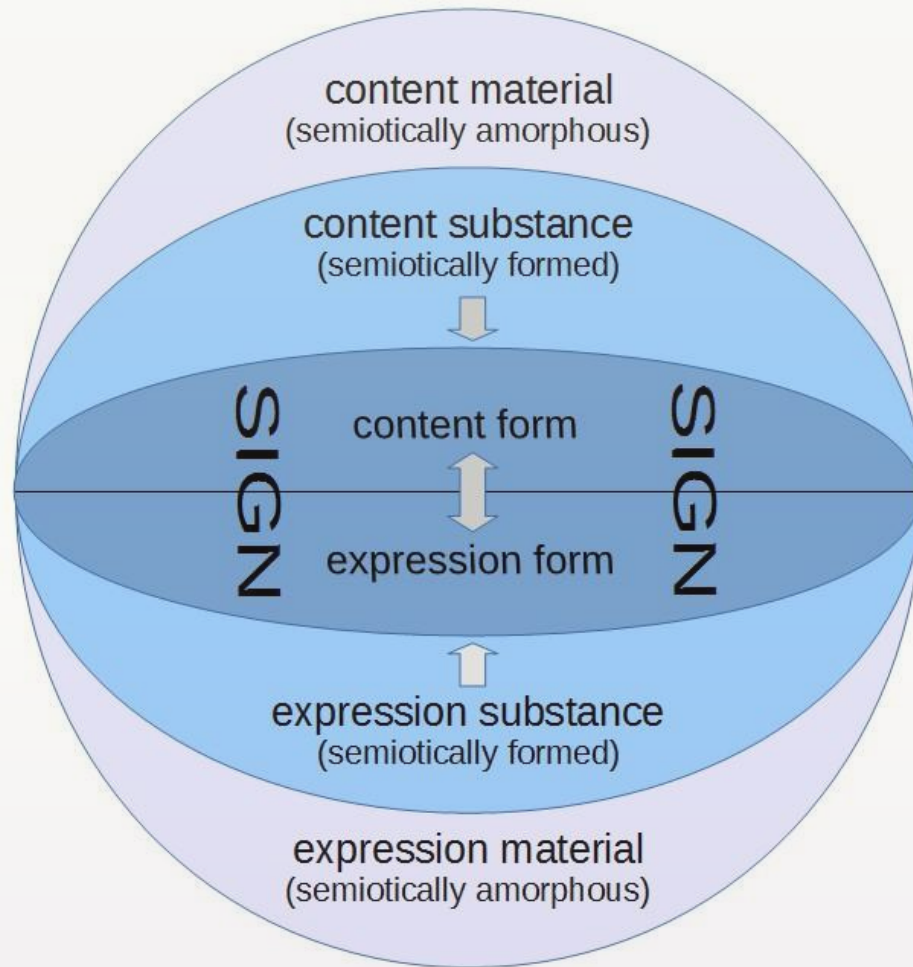 content material
(semiotically amorphous)
content substance
(semiotically formed)
SIGN
content form
SIGN
expression form
expression substance
(semiotically formed)
expression material
(semiotically amorphous)